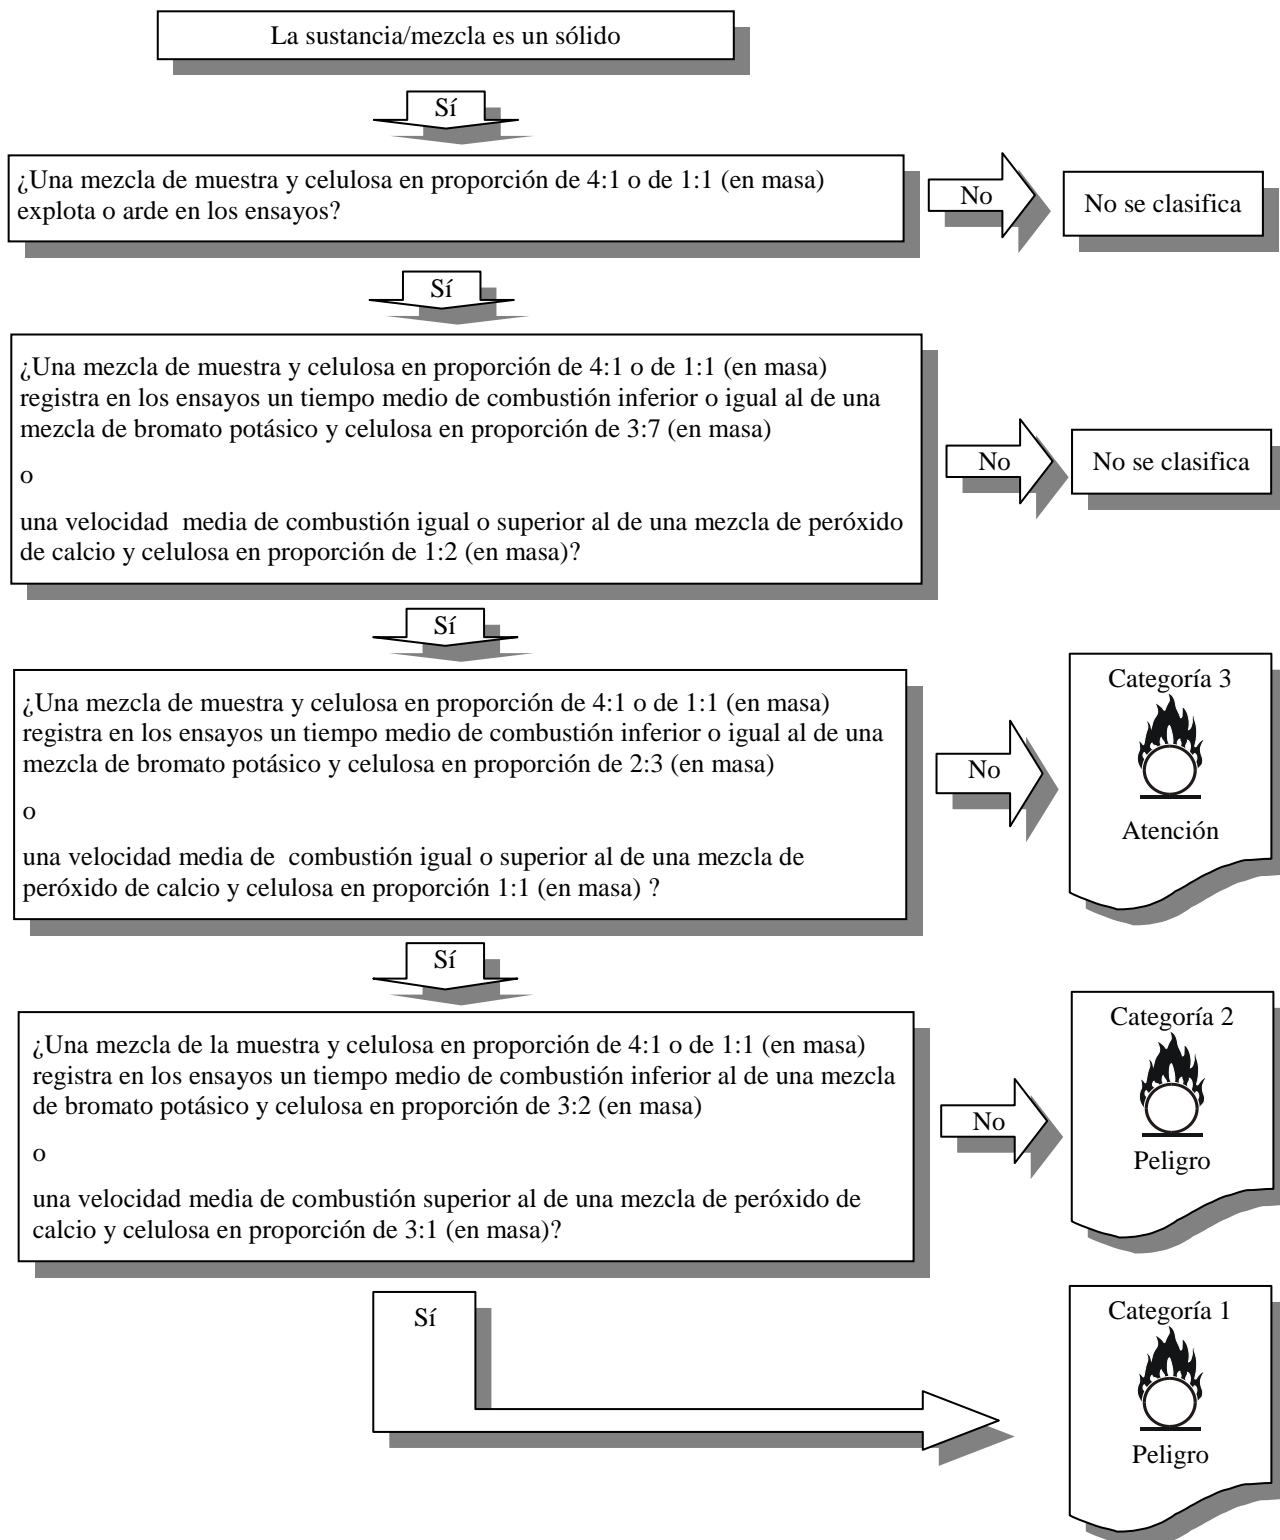 La sustancia/mezcla es un sólido
Sí
¿Una mezcla de muestra y celulosa en proporción de 4:1 o de 1:1 (en masa)
explota o arde en los ensayos?
No
No se clasifica
Sí
¿Una mezcla de muestra y celulosa en proporción de 4:1 o de 1:1 (en masa)
registra en los ensayos un tiempo medio de combustión inferior o igual al de una
mezcla de bromato potásico y celulosa en proporción de 3:7 (en masa)
o
una velocidad media de combustión igual o superior al de una mezcla de peróxido
de calcio y celulosa en proporción de 1:2 (en masa)?
No
No se clasifica
Sí
¿Una mezcla de muestra y celulosa en proporción de 4:1 o de 1:1 (en masa)
registra en los ensayos un tiempo medio de combustión inferior o igual al de una
mezcla de bromato potásico y celulosa en proporción de 2:3 (en masa)
o
una velocidad media de combustión igual o superior al de una mezcla de
peróxido de calcio y celulosa en proporción 1:1 (en masa) ?
No
Categoría 3
Atención
Sí
¿Una mezcla de la muestra y celulosa en proporción de 4:1 o de 1:1 (en masa)
registra en los ensayos un tiempo medio de combustión inferior al de una mezcla
de bromato potásico y celulosa en proporción de 3:2 (en masa)
o
una velocidad media de combustión superior al de una mezcla de peróxido de
calcio y celulosa en proporción de 3:1 (en masa)?
No
Categoría 2
Peligro
Sí
Categoría 1
Peligro